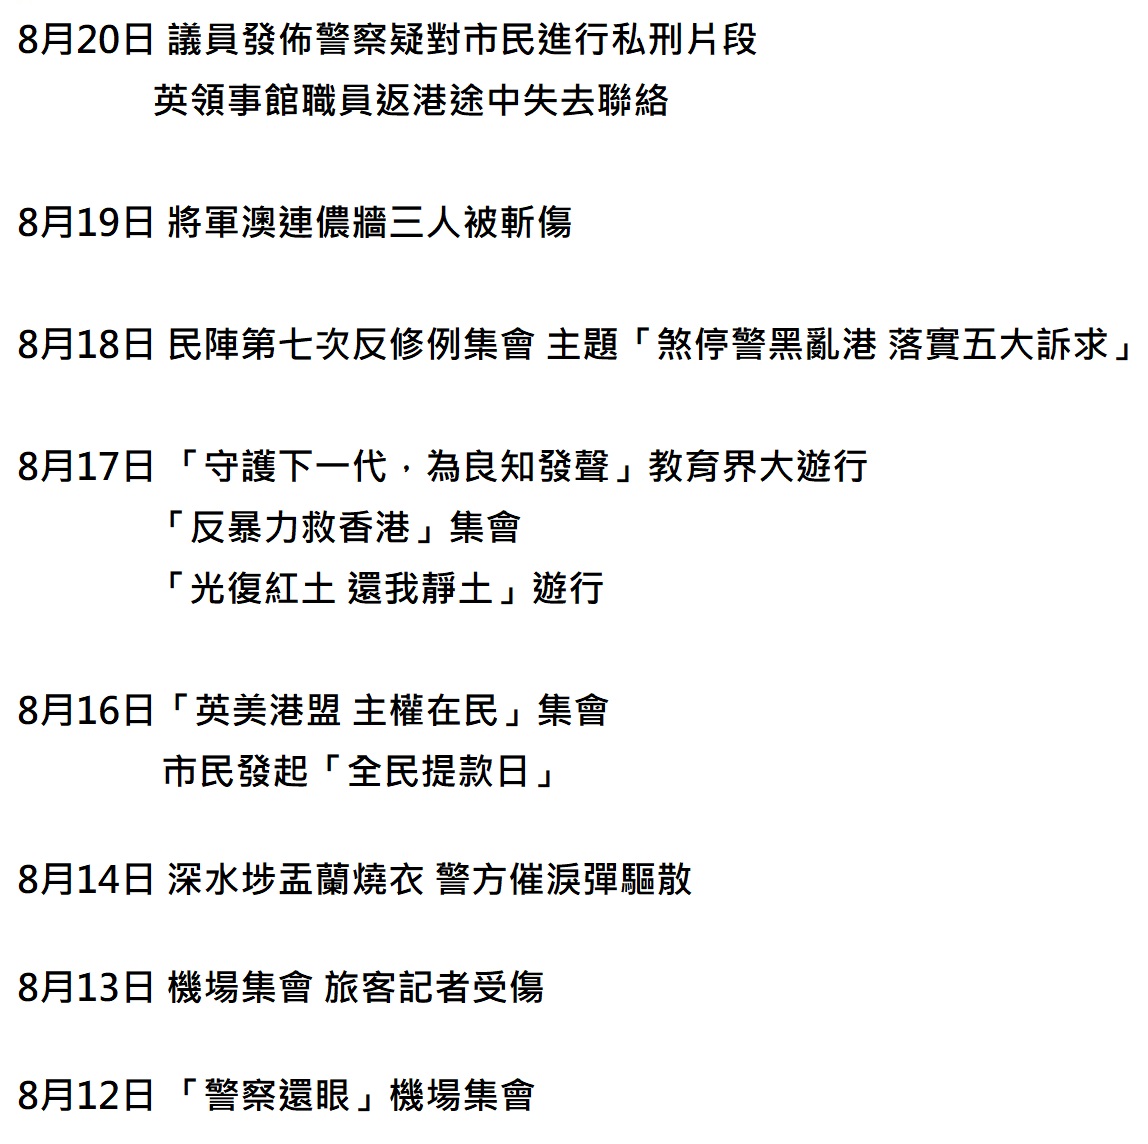 8月20日 議員發佈警察疑對市民進行私刑片段
英領事館職員返港途中失去聯絡
8月19日 將軍澳連儂牆三人被斬傷
8月18日 民陣第七次反修例集會 主題「煞停警黑亂港 落實五大訴求」
8月17日 「守護下一代，為良知發聲」教育界大遊行
「反暴力救香港」集會
「光復紅土 還我靜土」遊行
8月16日「英美港盟 主權在民」集會
市民發起「全民提款日」
8月14日 深水埗盂蘭燒衣 警方催淚彈驅散
8月13日 機場集會 旅客記者受傷
8月12日 「警察還眼」機場集會